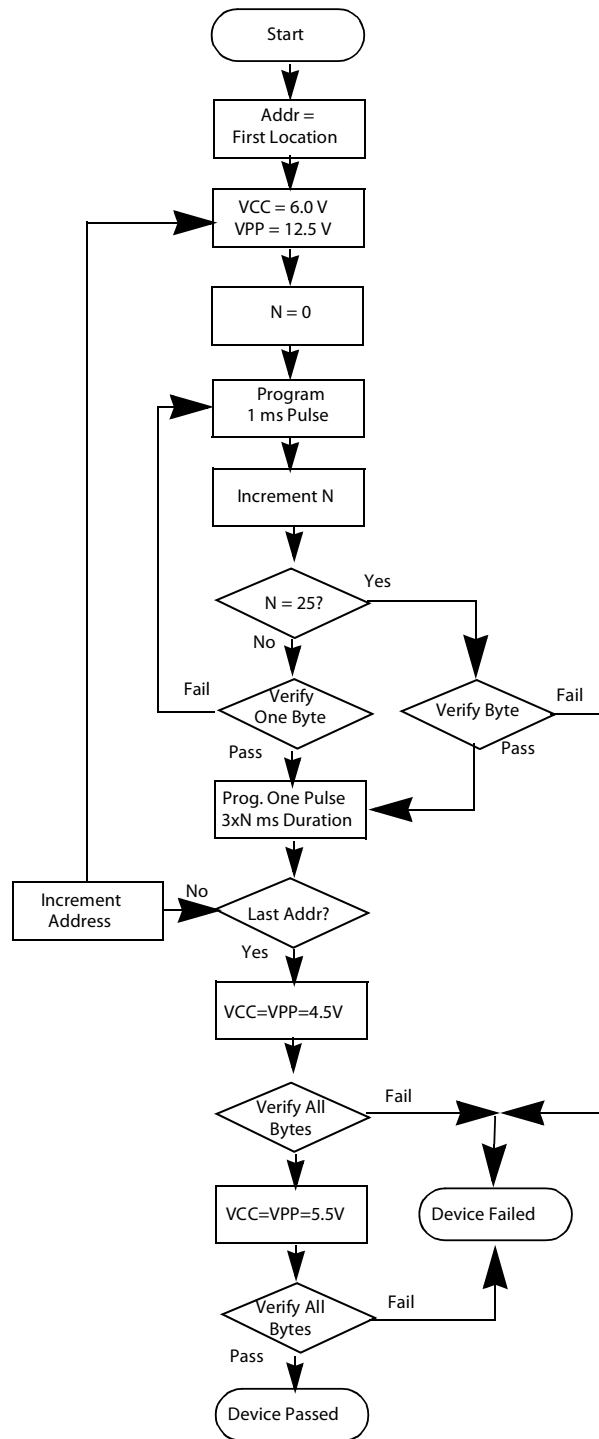 Start
Addr =
First Location
VCC = 6.0 V
VPP = 12.5 V
N = 0
Program
1 ms Pulse
Increment N
N = 25?
Yes
No
Verify
One Byte
Fail
Pass
Verify Byte
Fail
Pass
Prog. One Pulse
3xN ms Duration
Increment
Address
No
Last Addr?
Yes
VCC=VPP=4.5V
Verify All
Bytes
Fail
VCC=VPP=5.5V
Device Failed
Verify All
Bytes
Fail
Pass
Device Passed